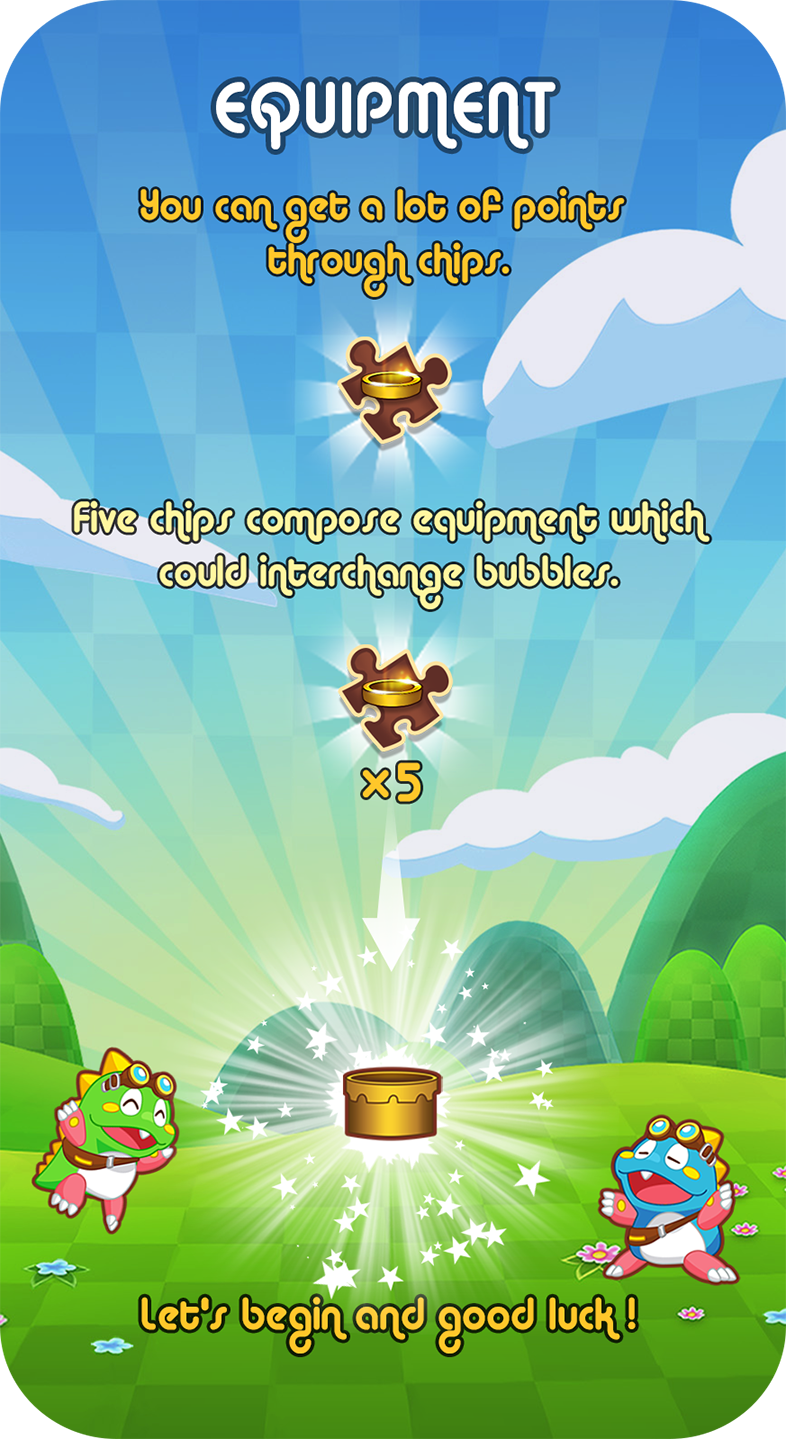 EQUIPMENT
You can get a lot of points
through chips.
Five chips compose equipment which
could interchange bubbles.
x5
Let's begin and good luck!